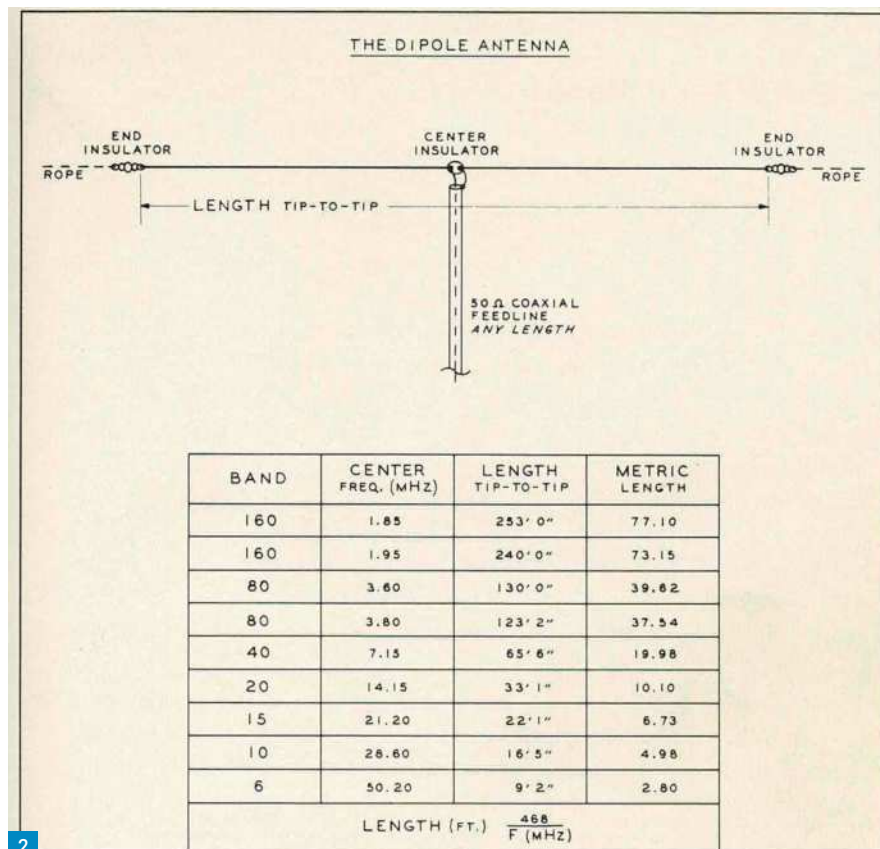 THE DIPOLE ANTENNA
END INSULATOR
CENTER INSULATOR
END INSULATOR
ROPE
ROPE
LENGTH TIP-TO-TIP
50Ω COAXIAL
FEEDLINE
ANY LENGTH
BAND CENTER FREQ. (MHZ) LENGTH TIP-TO-TIP METRIC LENGTH
160 1.85 253' 0" 77.10
160 1.95 240' 0" 73.15
80 3.60 130' 0" 39.62
80 3.80 123' 2" 37.54
40 7.15 65' 6" 19.98
20 14.15 33' 1" 10.10
15 21.20 22' 1" 6.73
10 28.60 16' 5" 4.98
6 50.20 9' 2" 2.80
LENGTH (FT.) 468
F (MHZ)
2